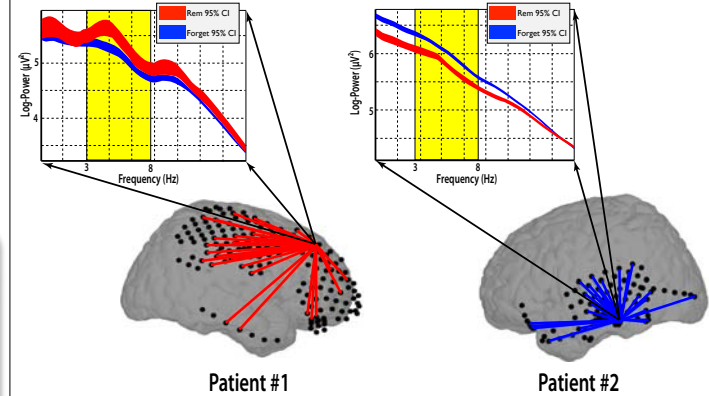 Rem 95% CI
Forget 95% CI
Log-Power (µV²)
5
4
3
8
Frequency (Hz)
Rem 95% CI
Forget 95% CI
Log-Power (µV²)
6
5
3
8
Frequency (Hz)
Patient #1
Patient #2